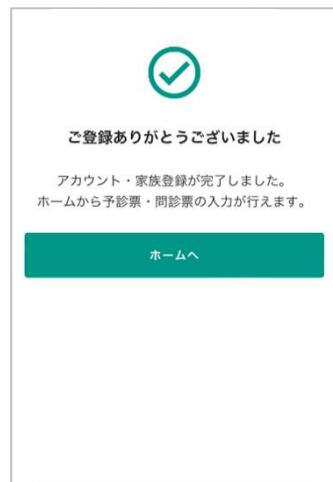 ご登録ありがとうございました
アカウント・家族登録が完了しました。
ホームから予診票・問診票の入力が行えます。
ホームへ